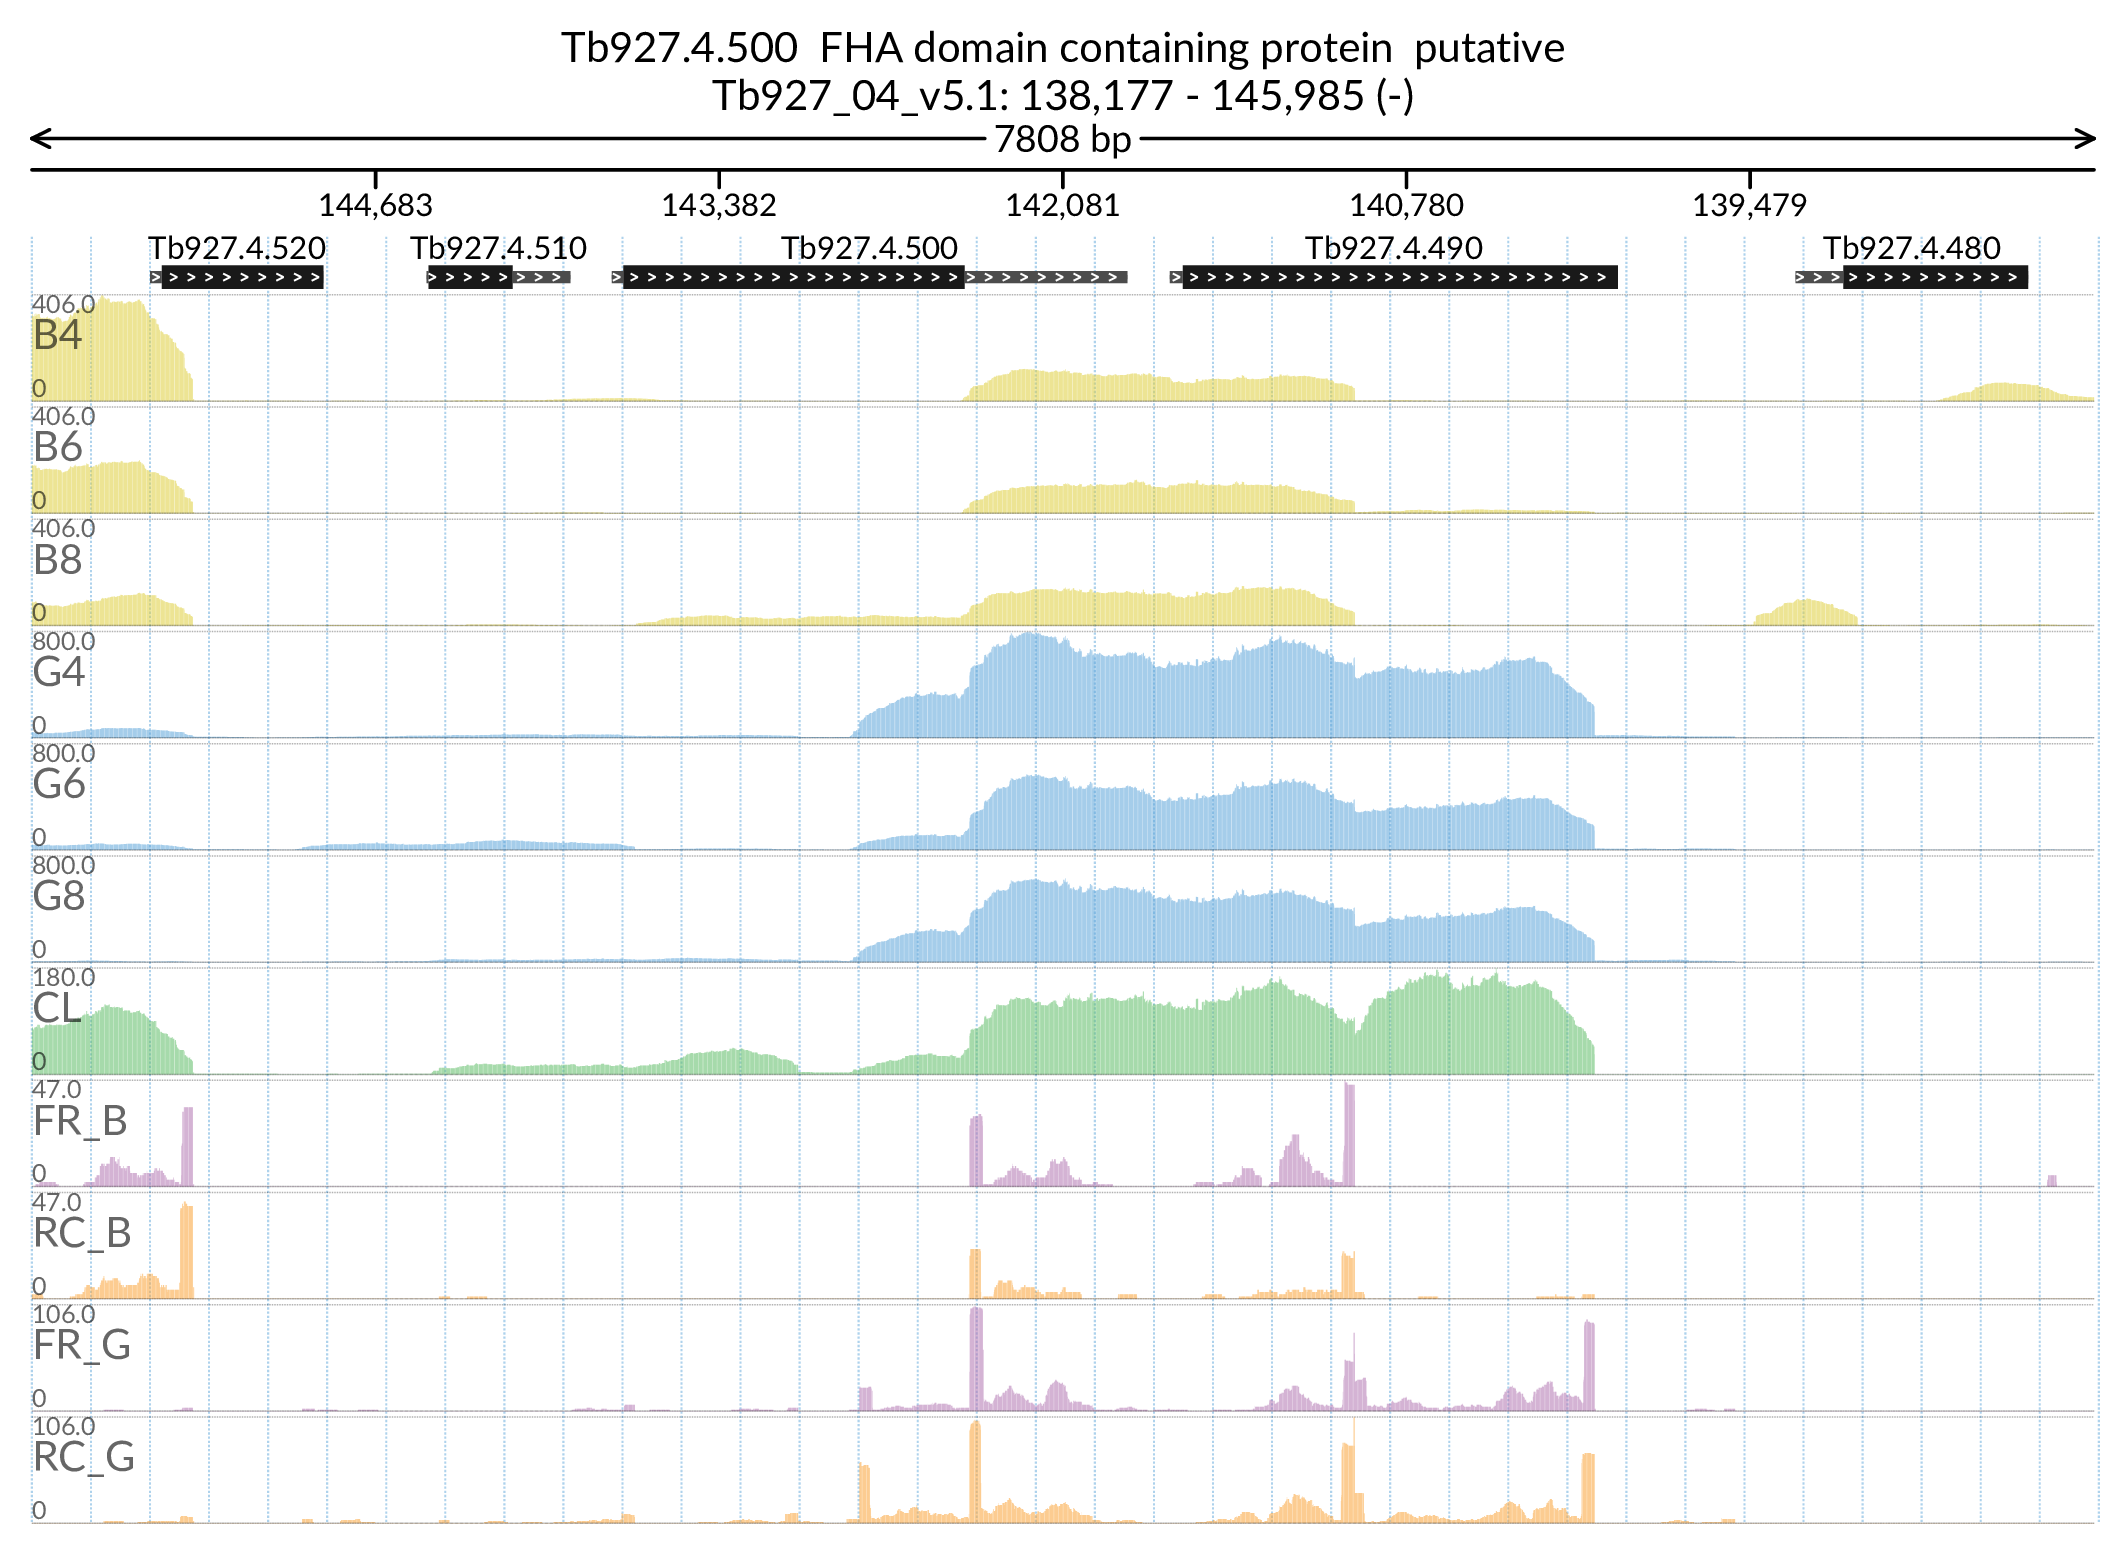 Tb927.4.500  FHA domain containing protein  putative
Tb927_04_v5.1: 138,177 - 145,985 (-)
7808 bp
144,683 143,382 142,081 140,780 139,479
Tb927.4.520 Tb927.4.510 Tb927.4.500 Tb927.4.490 Tb927.4.480
406.0
B4
0
406.0
B6
0
406.0
B8
0
800.0
G4
0
800.0
G6
0
800.0
G8
0
180.0
CL
0
47.0
FR_B
0
47.0
RC_B
0
106.0
FR_G
0
106.0
RC_G
0